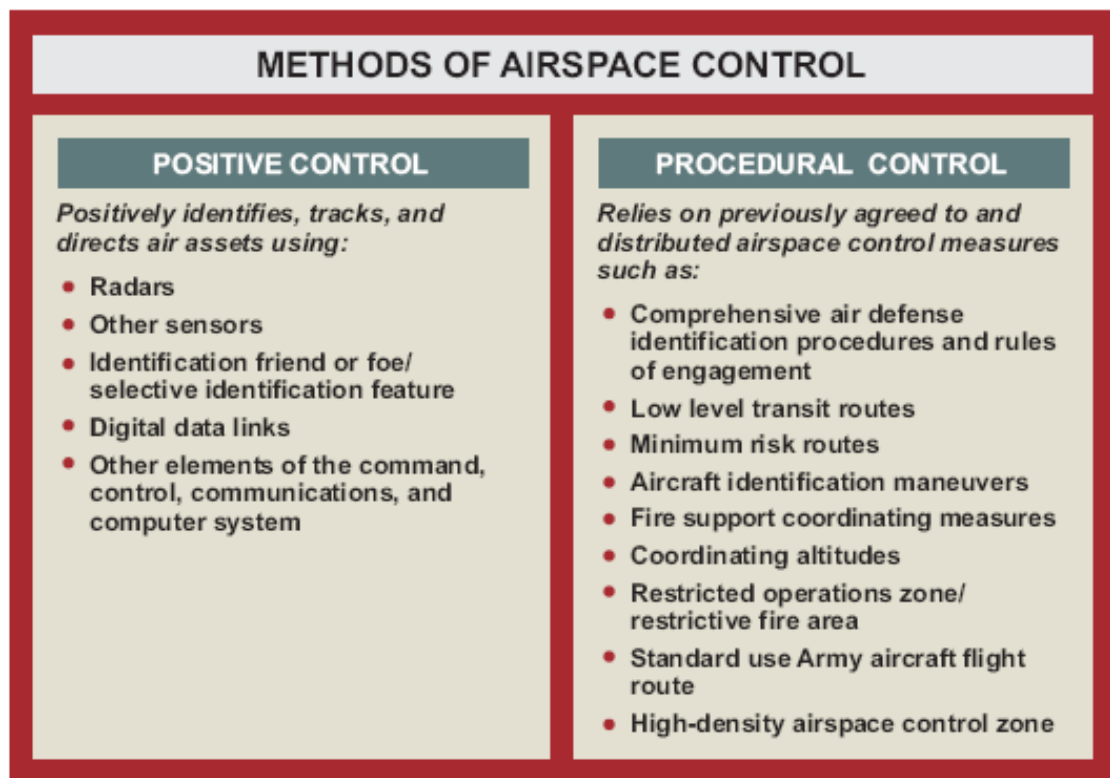 METHODS OF AIRSPACE CONTROL
POSITIVE CONTROL
Positively identifies, tracks, and
directs air assets using:
• Radars
• Other sensors
• Identification friend or foe/
selective identification feature
• Digital data links
• Other elements of the command,
control, communications, and
computer system
PROCEDURAL CONTROL
Relies on previously agreed to and
distributed airspace control measures
such as:
• Comprehensive air defense
identification procedures and rules
of engagement
• Low level transit routes
• Minimum risk routes
• Aircraft identification maneuvers
• Fire support coordinating measures
• Coordinating altitudes
• Restricted operations zone/
restrictive fire area
• Standard use Army aircraft flight
route
• High-density airspace control zone